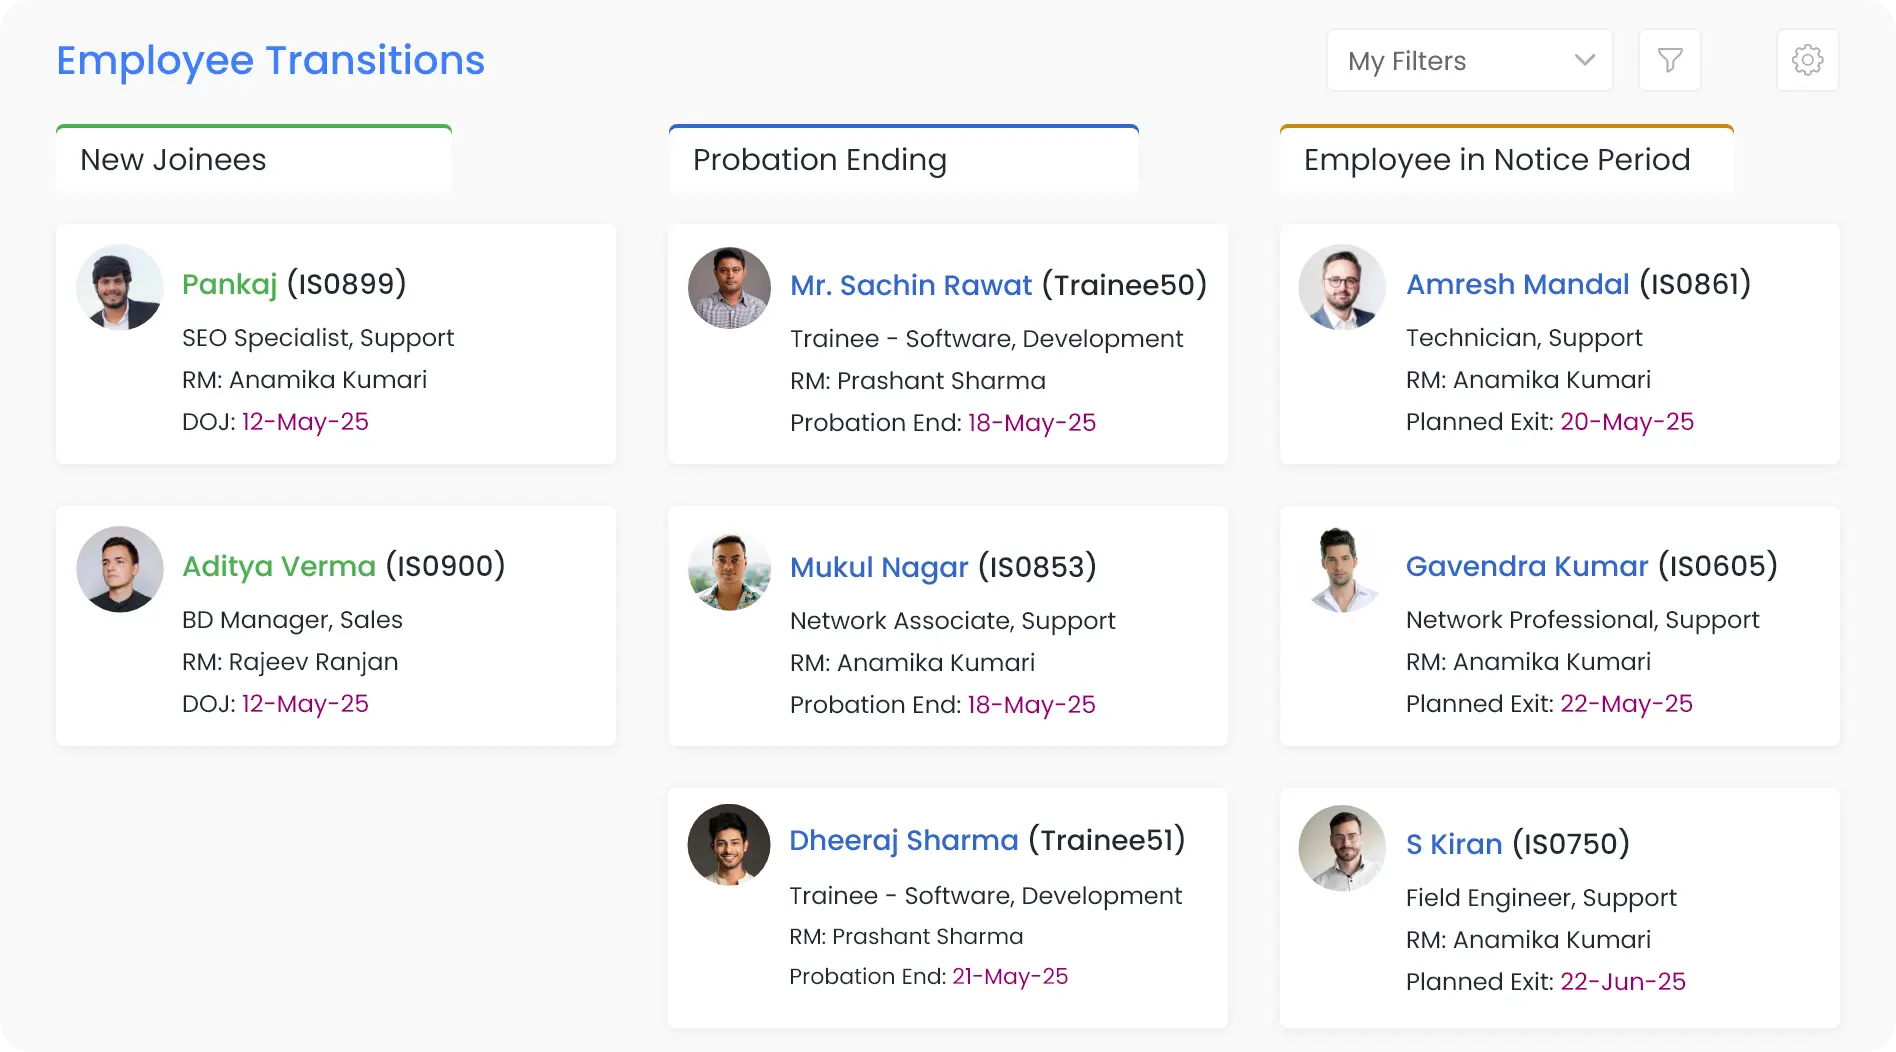 Employee Transitions
My Filters
New Joinees
Pankaj (IS0899)
SEO Specialist, Support
RM: Anamika Kumari
DOJ: 12-May-25
Aditya Verma (IS0900)
BD Manager, Sales
RM: Rajeev Ranjan
DOJ: 12-May-25
Probation Ending
Mr. Sachin Rawat (Trainee50)
Trainee - Software, Development
RM: Prashant Sharma
Probation End: 18-May-25
Mukul Nagar (IS0853)
Network Associate, Support
RM: Anamika Kumari
Probation End: 18-May-25
Dheeraj Sharma (Trainee51)
Trainee - Software, Development
RM: Prashant Sharma
Probation End: 21-May-25
Employee in Notice Period
Amresh Mandal (IS0861)
Technician, Support
RM: Anamika Kumari
Planned Exit: 20-May-25
Gavendra Kumar (IS0605)
Network Professional, Support
RM: Anamika Kumari
Planned Exit: 22-May-25
S Kiran (IS0750)
Field Engineer, Support
RM: Anamika Kumari
Planned Exit: 22-Jun-25